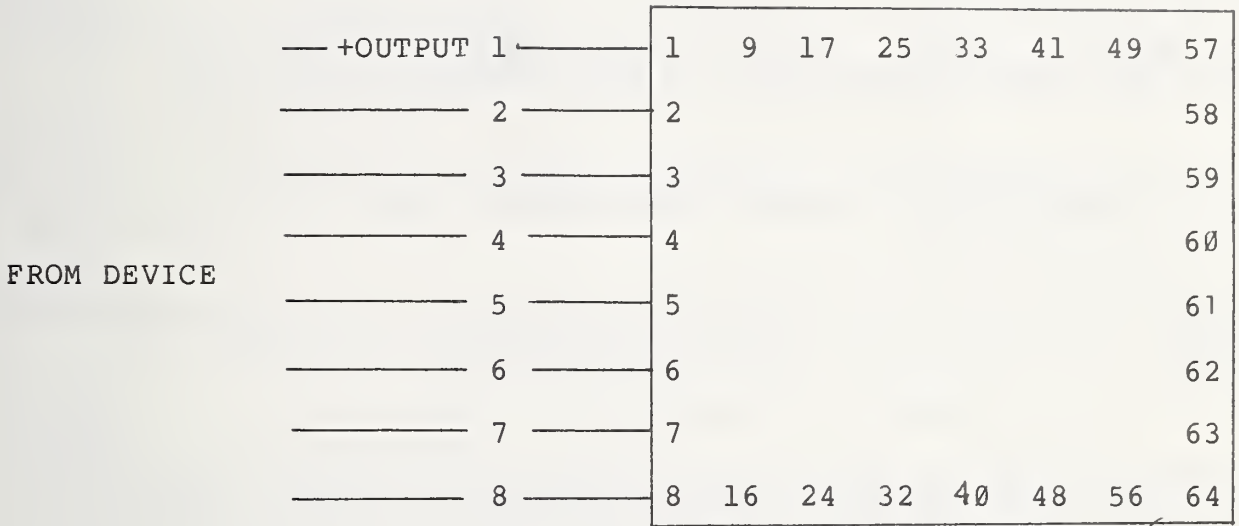 +OUTPUT 1 1 9 17 25 33 41 49 57
2 2 58
3 3 59
4 4 6Ø
FROM DEVICE
5 5 61
6 6 62
7 7 63
8 8 16 24 32 4Ø 48 56 64